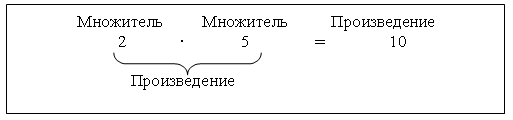 Множитель Множитель Произведение
2 · 5 = 10
Произведение